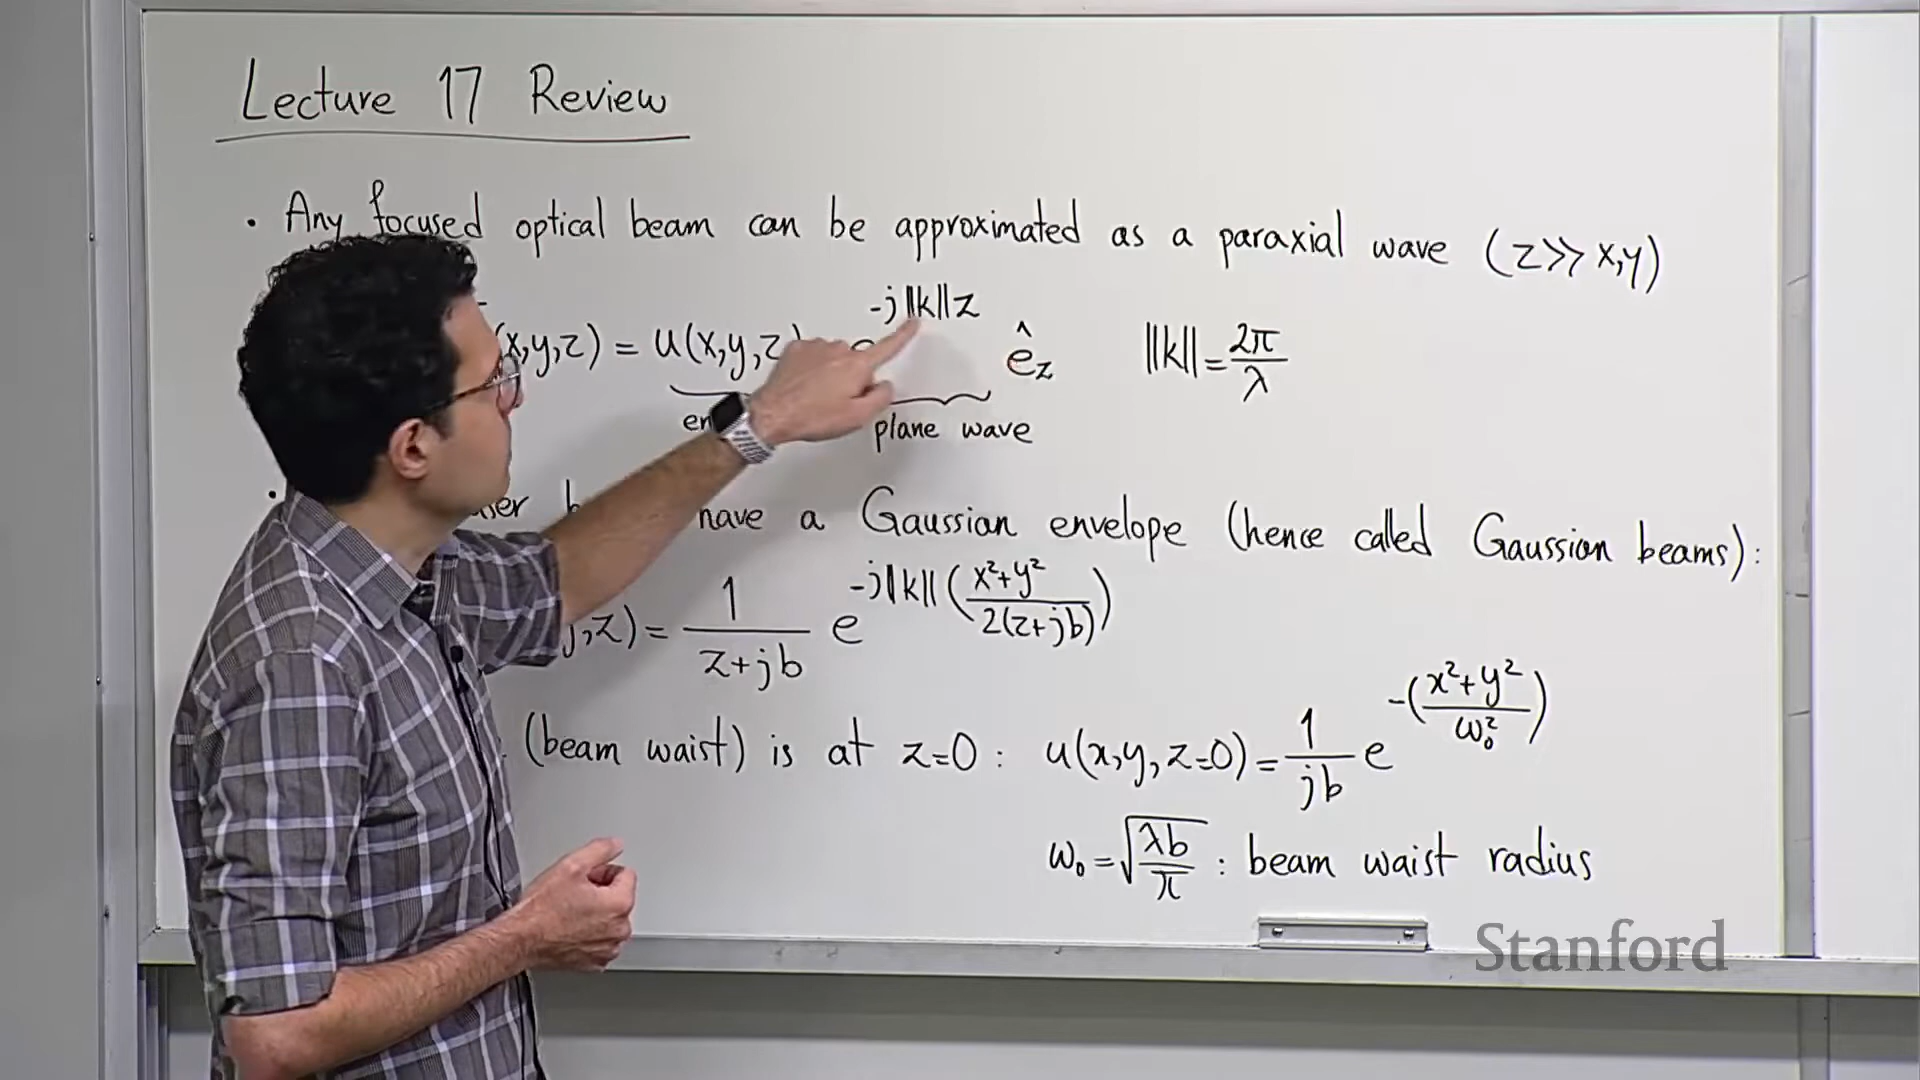 Lecture 17 Review
• Any focused optical beam can be approximated as a paraxial wave (z≫x,y)
(x,y,z) = u(x,y,z) e^{-j‖k‖z} ê_z ‖k‖ = 2π/λ
plane wave
have a Gaussian envelope (hence called Gaussian beams):
,z) = 1/(z+jb) e^{-j‖k‖((x²+y²)/(2(z+jb)))}
(beam waist) is at z=0 : u(x,y,z=0) = 1/(jb) e^{-((x²+y²)/ω₀²)}
ω₀ = √(λb/π) : beam waist radius
Stanford